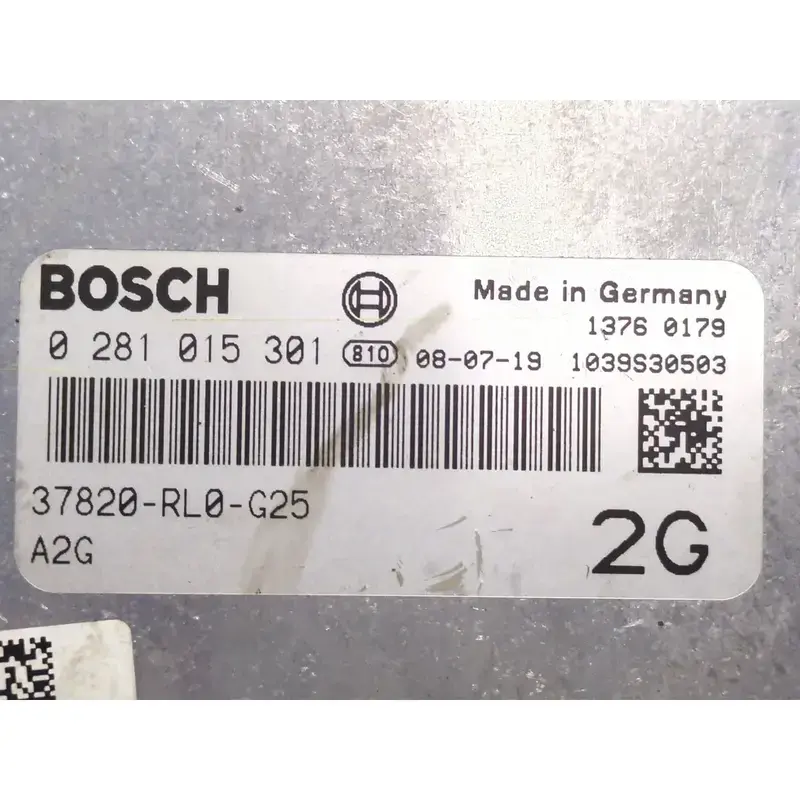 BOSCH Made in Germany
1376 0179
0 281 015 301 810 08-07-19 1039S30503
37820-RL0-G25
A2G 2G